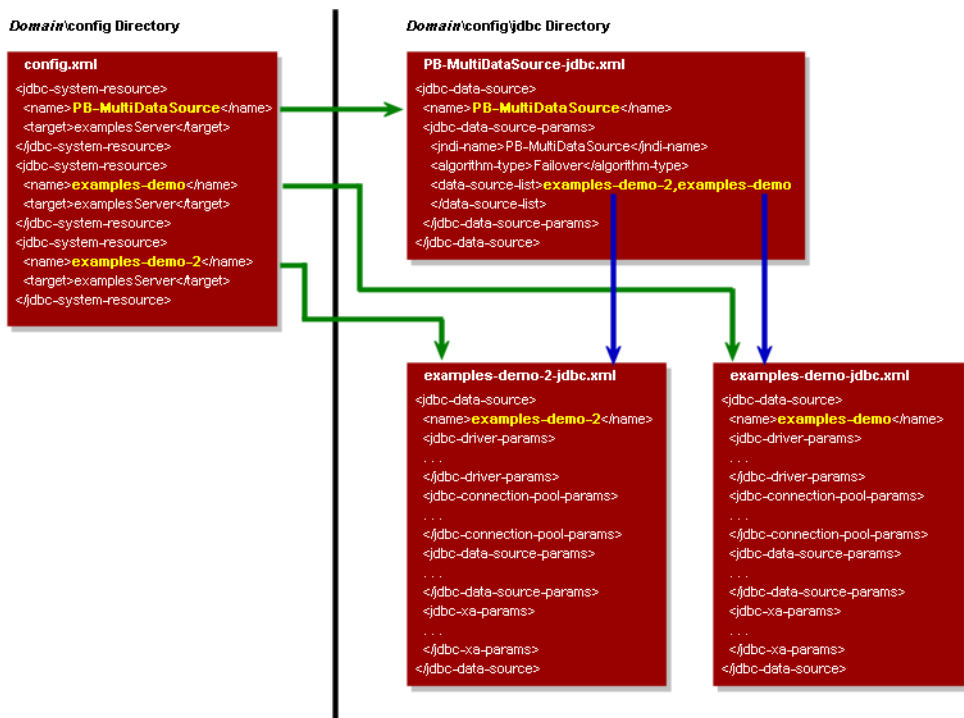 Domain\config Directory
config.xml
<jdbc-system-resource>
<name>PB-MultiDataSource</name>
<target>examplesServer</target>
</jdbc-system-resource>
<jdbc-system-resource>
<name>examples-demo</name>
<target>examplesServer</target>
</jdbc-system-resource>
<jdbc-system-resource>
<name>examples-demo-2</name>
<target>examplesServer</target>
</jdbc-system-resource>
Domain\config\jdbc Directory
PB-MultiDataSource-jdbc.xml
<jdbc-data-source>
<name>PB-MultiDataSource</name>
<jdbc-data-source-params>
<jndi-name>PB-MultiDataSource</jndi-name>
<algorithm-type>Failover</algorithm-type>
<data-source-list>examples-demo-2,examples-demo
</data-source-list>
</jdbc-data-source-params>
</jdbc-data-source>
examples-demo-2-jdbc.xml
<jdbc-data-source>
<name>examples-demo-2</name>
<jdbc-driver-params>
. . .
</jdbc-driver-params>
<jdbc-connection-pool-params>
. . .
</jdbc-connection-pool-params>
<jdbc-data-source-params>
. . .
</jdbc-data-source-params>
<jdbc-xa-params>
. . .
</jdbc-xa-params>
</jdbc-data-source>
examples-demo-jdbc.xml
<jdbc-data-source>
<name>examples-demo</name>
<jdbc-driver-params>
. . .
</jdbc-driver-params>
<jdbc-connection-pool-params>
. . .
</jdbc-connection-pool-params>
<jdbc-data-source-params>
. . .
</jdbc-data-source-params>
<jdbc-xa-params>
. . .
</jdbc-xa-params>
</jdbc-data-source>